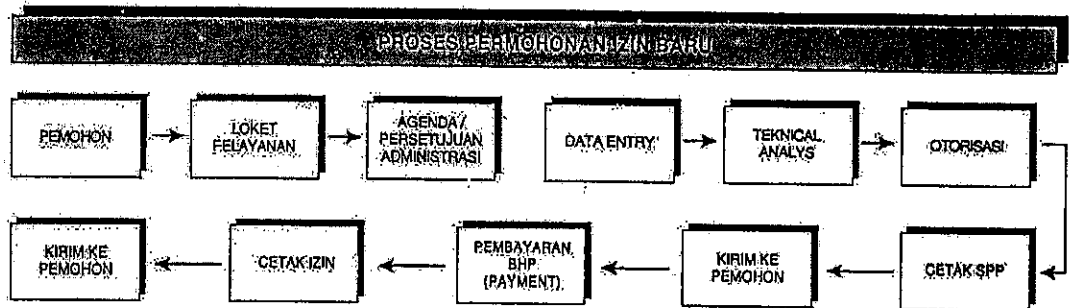 PROSES PERMOHONAN IZIN BARU
PEMOHON
LOKET
PELAYANAN
AGENDA /
PERSETUJUAN
ADMINISTRASI
DATA ENTRY
TEKNICAL
ANALYS
OTORISASI
KIRIM KE
PEMOHON
CETAK IZIN
PEMBAYARAN
BHP
(PAYMENT)
KIRIM KE
PEMOHON
CETAK SPP